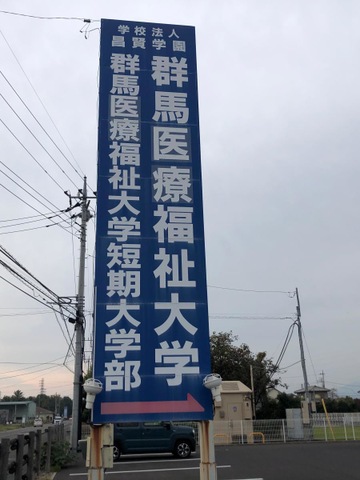 学校法人
昌賢学園
群馬医療福祉大学
群馬医療福祉大学短期大学部